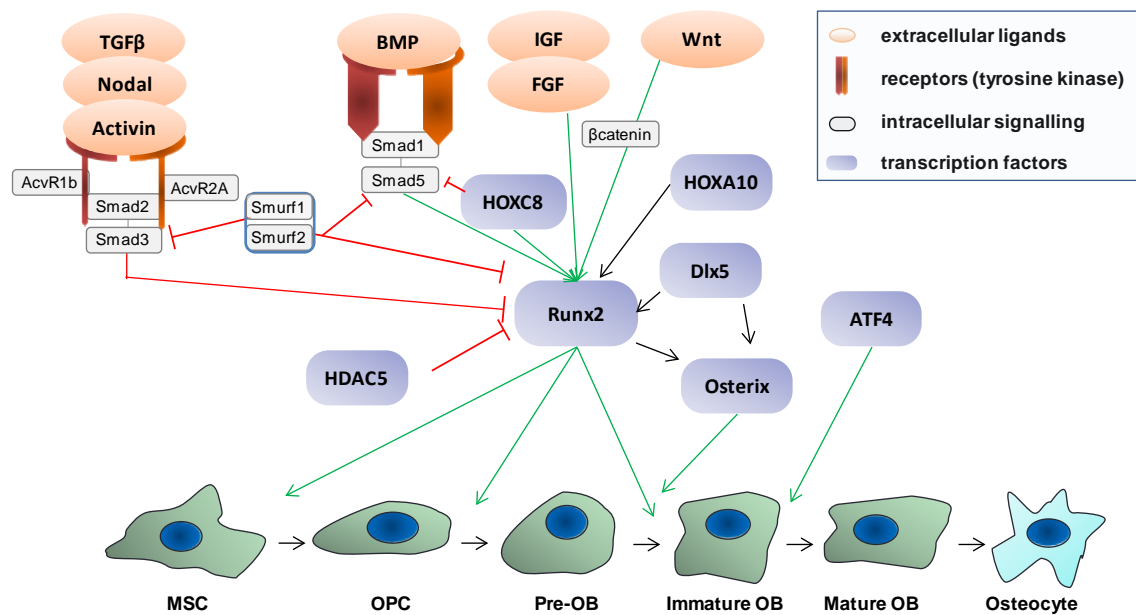 TGFβ
Nodal
Activin
AcvR1b
AcvR2A
Smad2
Smad3
Smurf1
Smurf2
BMP
Smad1
Smad5
HOXC8
IGF
FGF
Wnt
βcatenin
HOXA10
Dlx5
Runx2
HDAC5
Osterix
ATF4
extracellular ligands
receptors (tyrosine kinase)
intracellular signalling
transcription factors
MSC
OPC
Pre-OB
Immature OB
Mature OB
Osteocyte